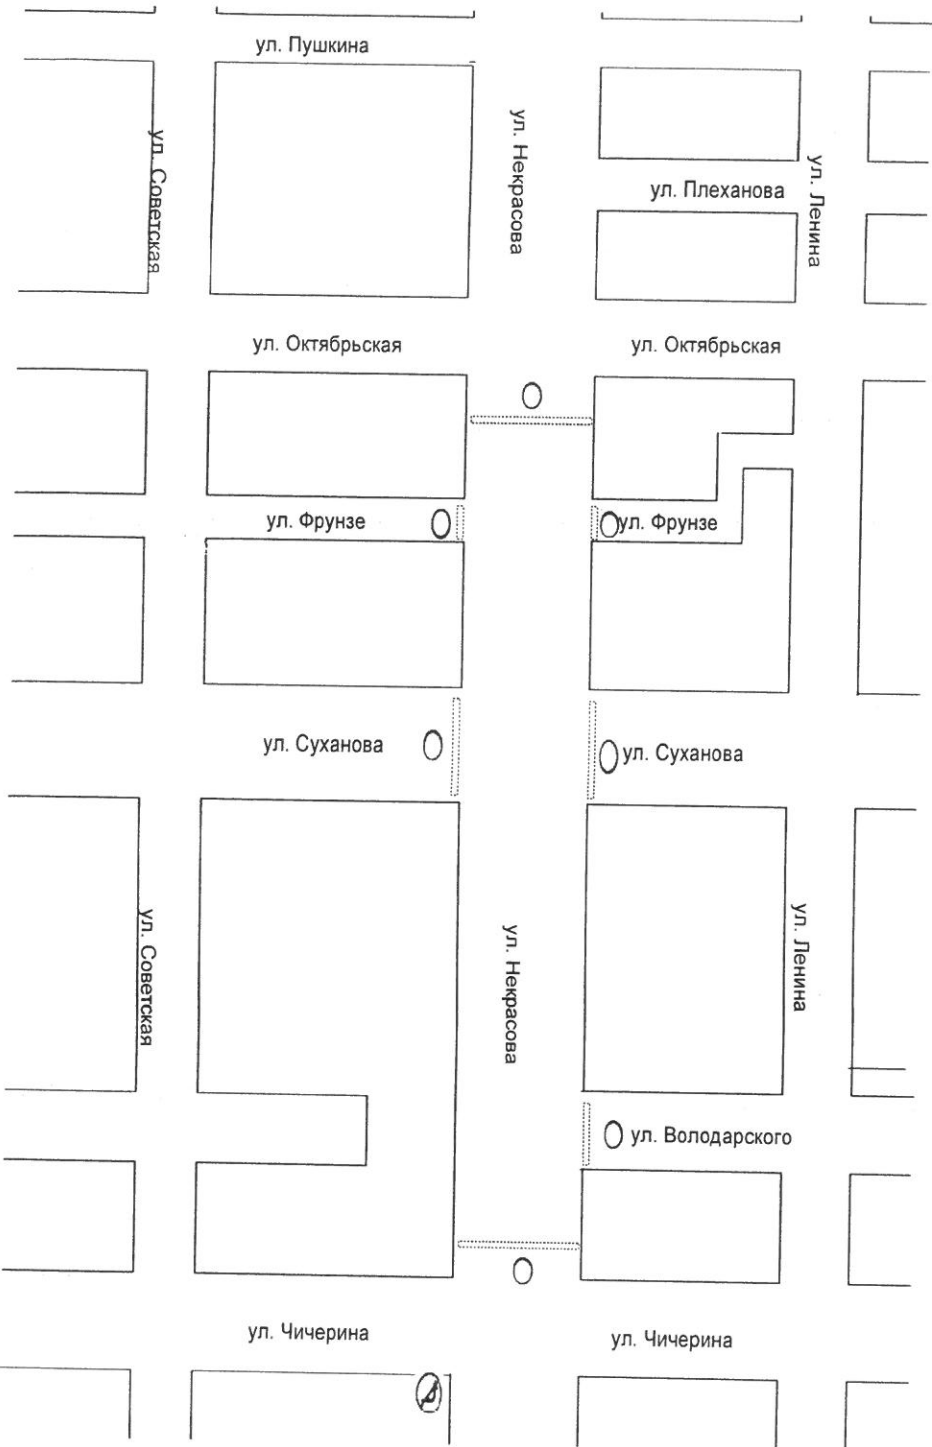 ул. Пушкина
ул. Советская
ул. Некрасова
ул. Плеханова
ул. Ленина
ул. Октябрьская
ул. Октябрьская
ул. Фрунзе
ул. Фрунзе
ул. Суханова
ул. Суханова
ул. Советская
ул. Некрасова
ул. Ленина
ул. Володарского
ул. Чичерина
ул. Чичерина